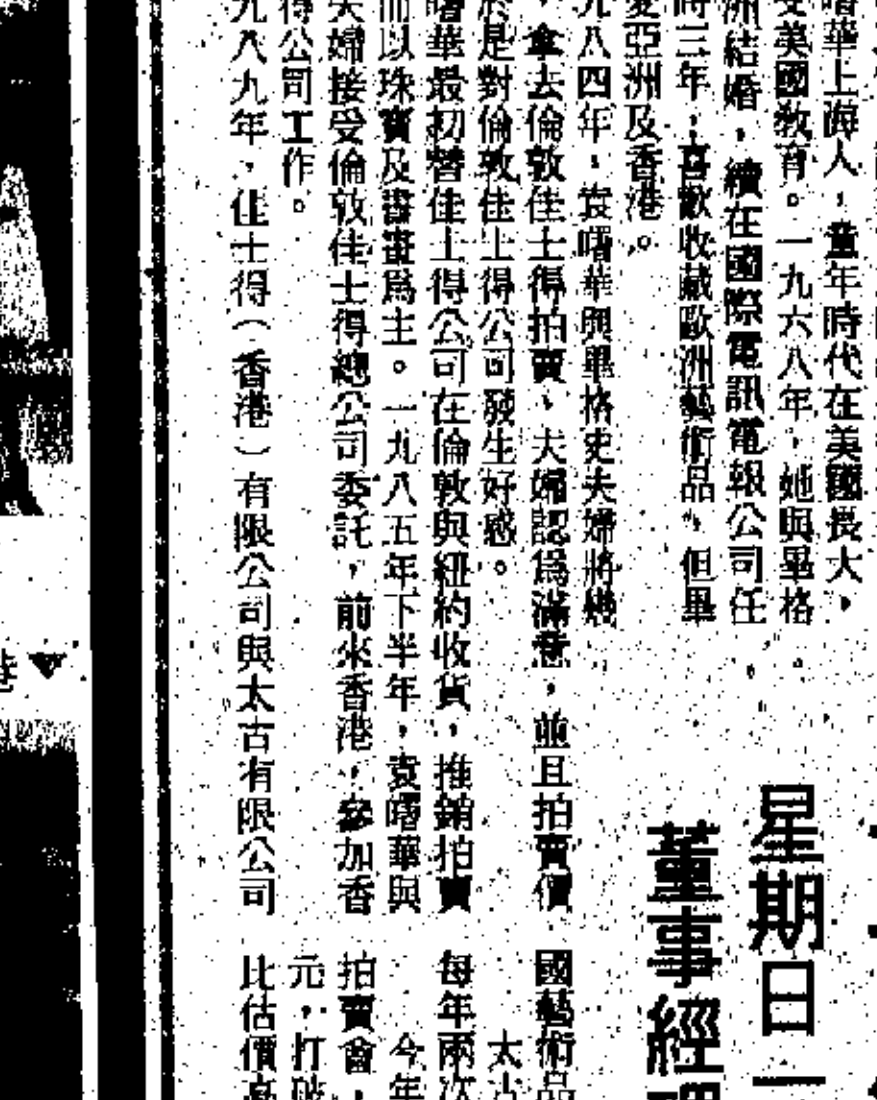 曙華上海人，童年時代在美國長大，
受美國教育。一九六八年，她與畢格
洲結婚，續在國際電訊電報公司任
時三年；喜歡收藏歐洲藝術品，但畢
愛亞洲及香港。
九八四年，袁曙華與畢格史夫婦將幾
，拿去倫敦佳士得拍賣，夫婦認爲滿意，並且拍賣價
於是對倫敦佳士得公司發生好感。
曙華最初替佳士得公司在倫敦與紐約收貨，推銷拍賣
而以珠寶及書畫爲主。一九八五年下半年，袁曙華與
夫婦接受倫敦佳士得總公司委託，前來香港，參加香
得公司工作。
九八九年，佳士得（香港）有限公司與太古有限公司
星期日
董事經理
國藝術品
太古
每年兩次
今年
拍賣會，
元，打破
比估價高
港▼